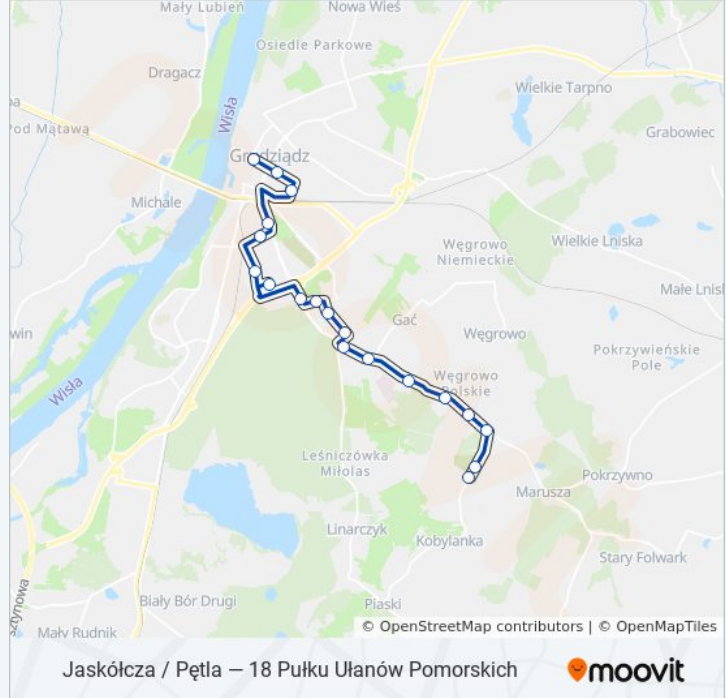 Mały Lubień
Nowa Wieś
Osiedle Parkowe
Dragacz
Wielkie Tarpno
Wisła
Pod Mątawą
Grabowiec
Grudziądz
Michale
Węgrowo
Niemieckie
Wielkie Lniska
Małe Lnisk
Gać
Węgrowo
win
Pokrzywieńskie
Pole
Węgrowo
Polskie
Wisła
Leśniczówka
Miłolas
Pokrzywno
Marusza
Linarczyk
Kobylanka
Stary Folwark
sztynowa
Biały Bór Drugi
Piaski
Mały Rudnik
© OpenStreetMap contributors | © OpenMapTiles
Jaskółcza / Pętla — 18 Pułku Ułanów Pomorskich
moovit